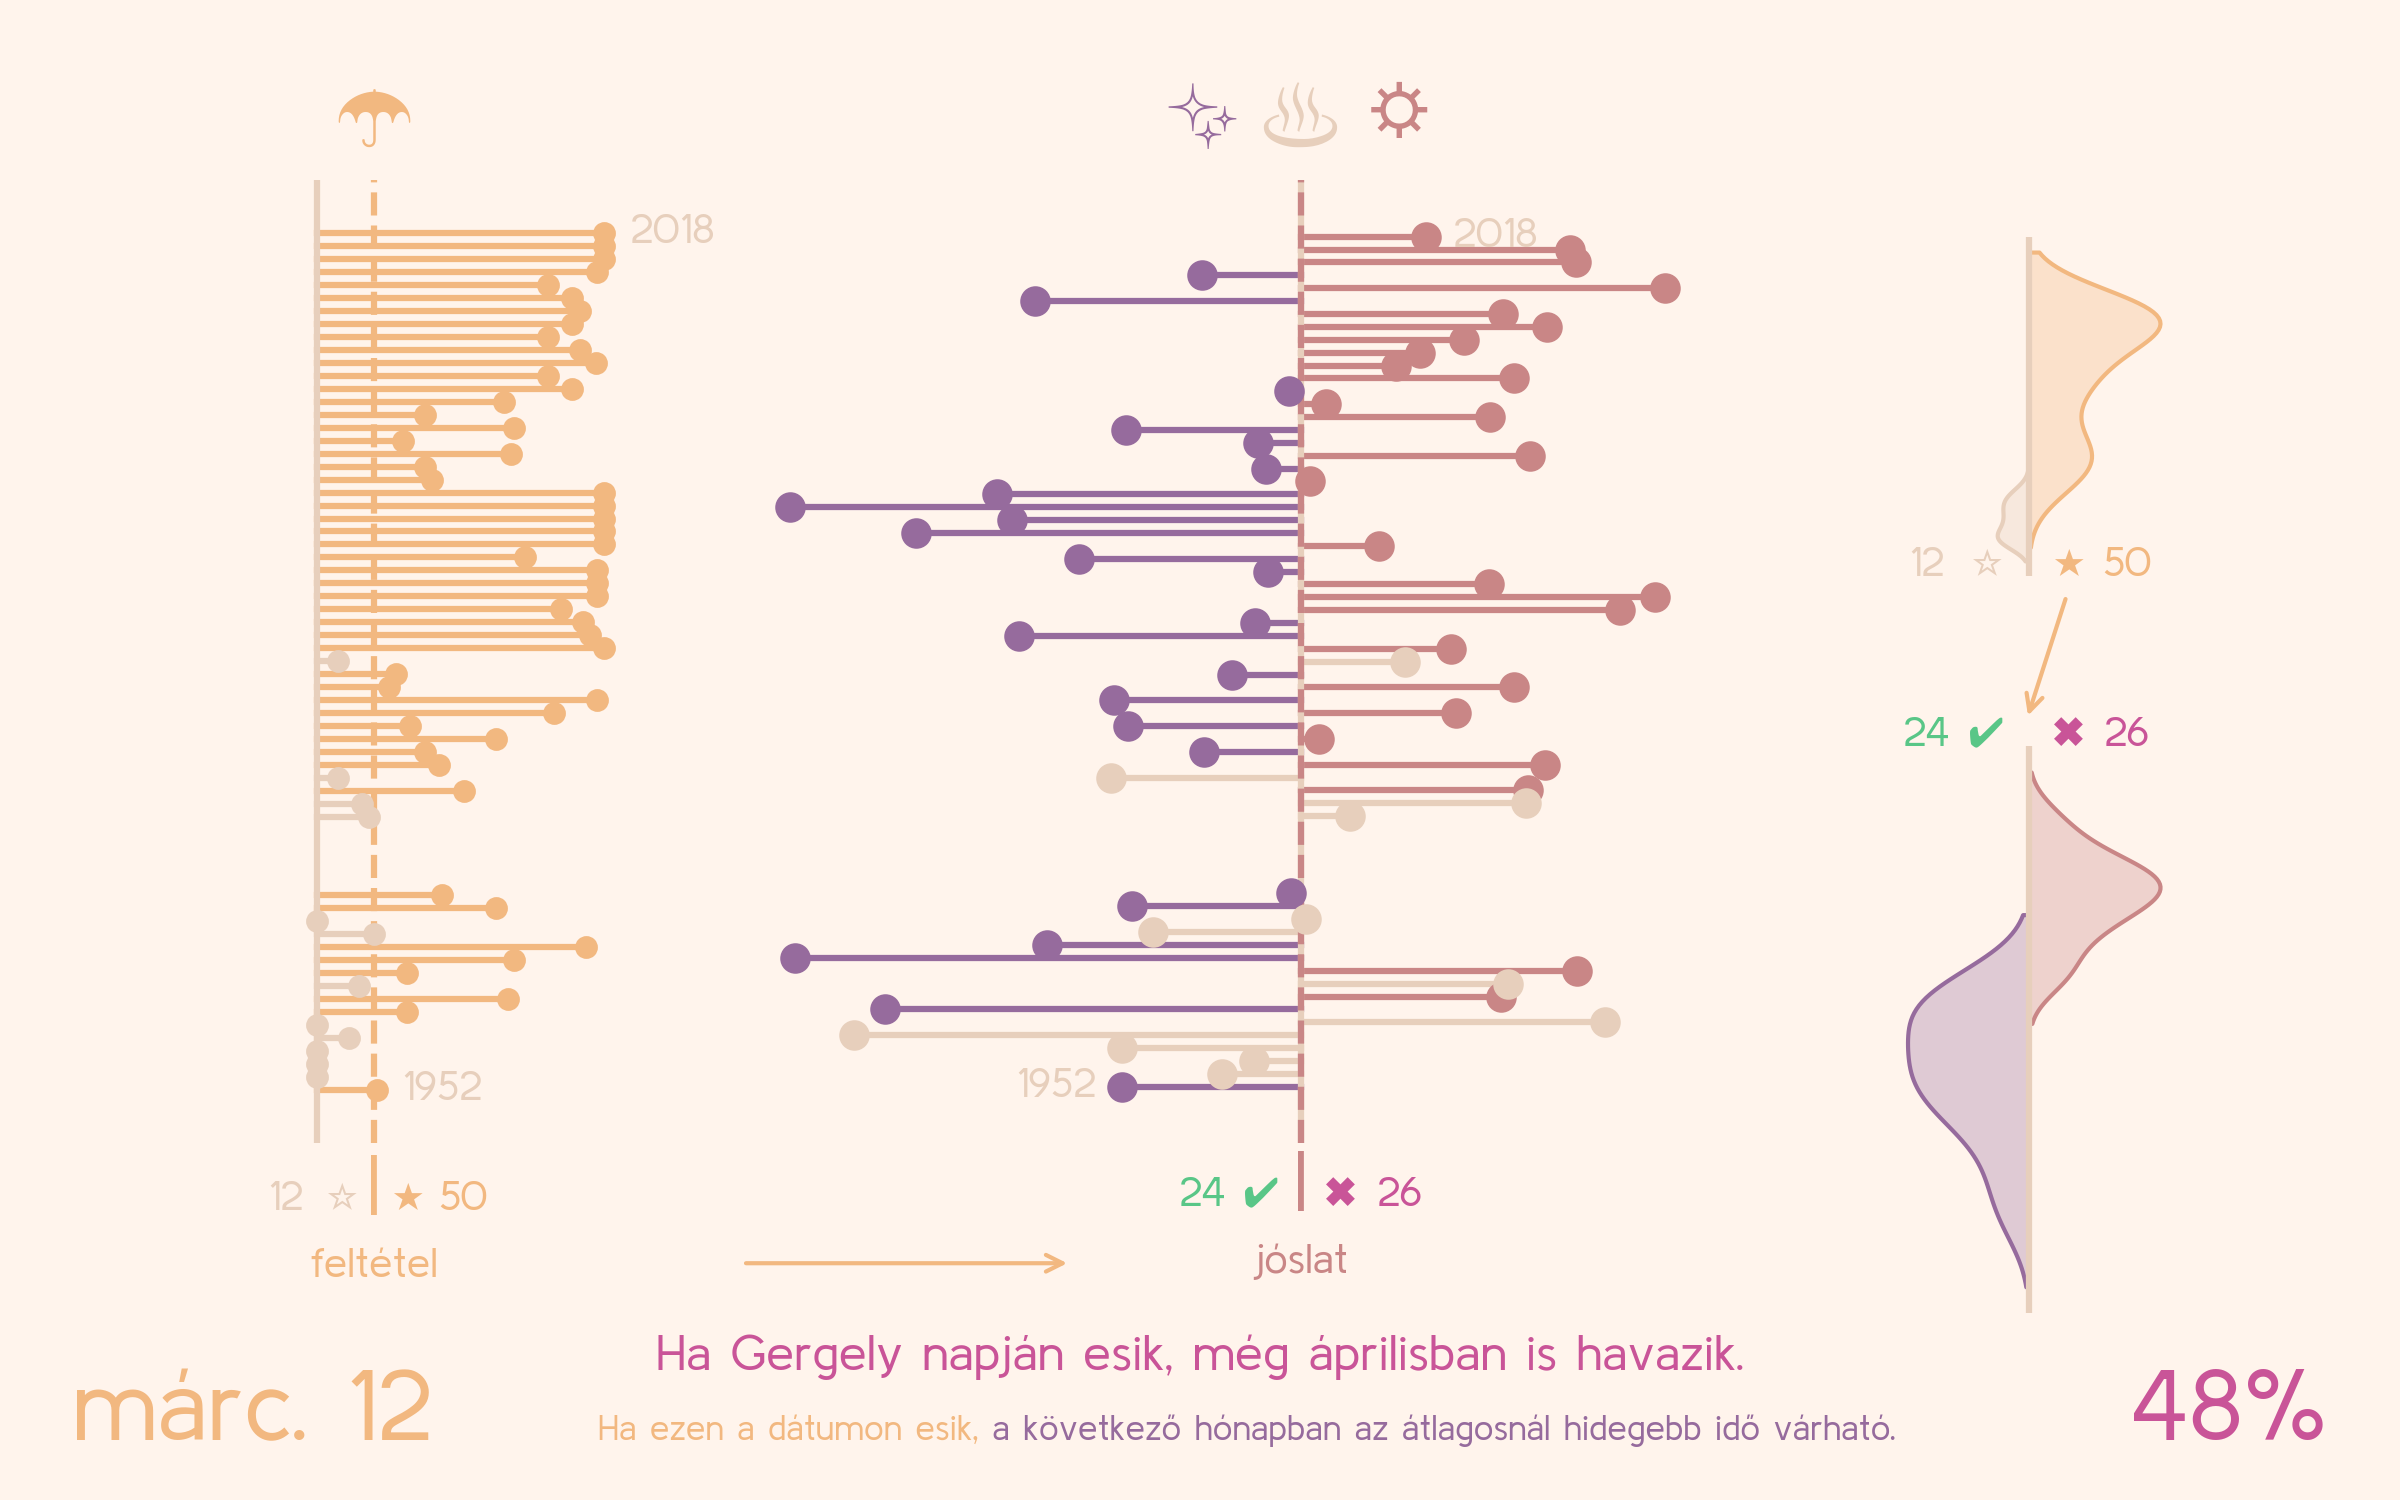 2018
2018
12 ☆ ★ 50
24 ✔ ✖ 26
1952
1952
12 ☆ ★ 50
24 ✔ ✖ 26
feltétel
jóslat
Ha Gergely napján esik, még áprilisban is havazik.
márc. 12
48%
Ha ezen a dátumon esik, a következő hónapban az átlagosnál hidegebb idő várható.